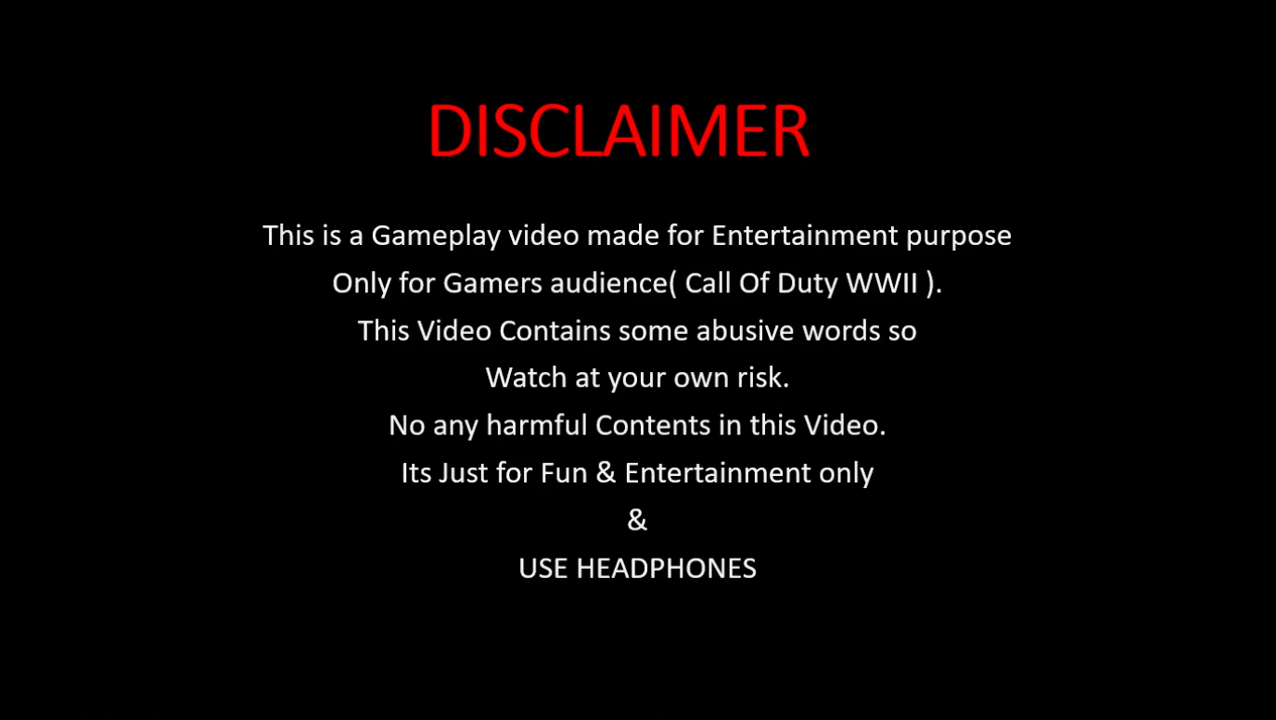 DISCLAIMER
This is a Gameplay video made for Entertainment purpose
Only for Gamers audience( Call Of Duty WWII ).
This Video Contains some abusive words so
Watch at your own risk.
No any harmful Contents in this Video.
Its Just for Fun & Entertainment only
&
USE HEADPHONES